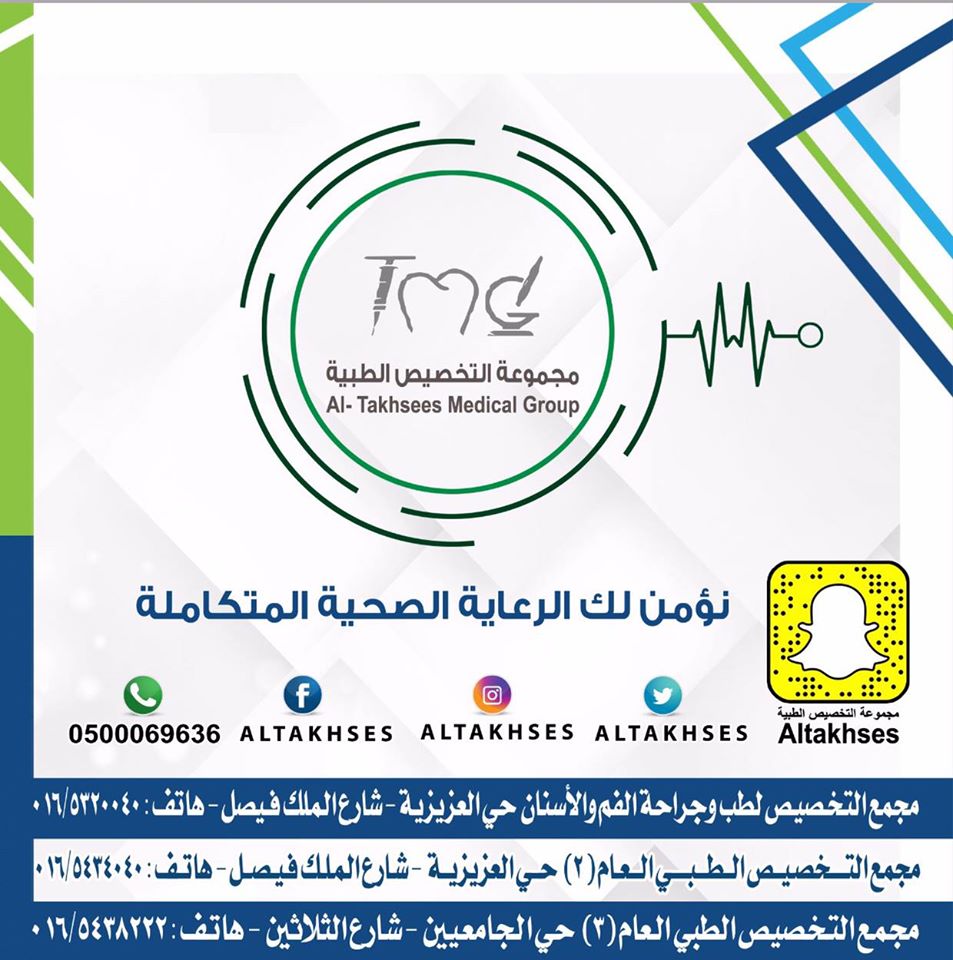 TMG
مجموعة التخصيص الطبية
Al- Takhsees Medical Group
نؤمن لك الرعاية الصحية المتكاملة
0500069636
ALTAKHSES
ALTAKHSES
ALTAKHSES
مجموعة التخصيص الطبية
Altakhses
مجمع التخصيص لطب وجراحة الفم والأسنان حي العزيزية - شارع الملك فيصل - هاتف : ٠١٦/٥٣٢٠٠٤٠
مجمع التخصيص الطبي العام (٢) حي العزيزية - شارع الملك فيصل - هاتف : ٠١٦/٥٤٣٤٠٤٠
مجمع التخصيص الطبي العام (٣) حي الجامعيين - شارع الثلاثين - هاتف : ٠١٦/٥٤٣٨٢٢٢